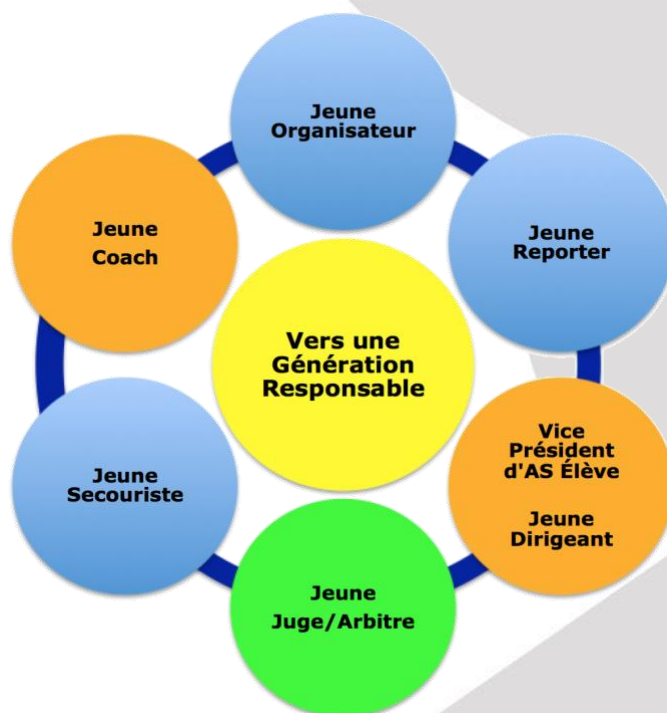 Jeune
Organisateur
Jeune
Reporter
Vice
Président
d'AS Élève
Jeune
Dirigeant
Jeune
Juge/Arbitre
Jeune
Secouriste
Jeune
Coach
Vers une
Génération
Responsable